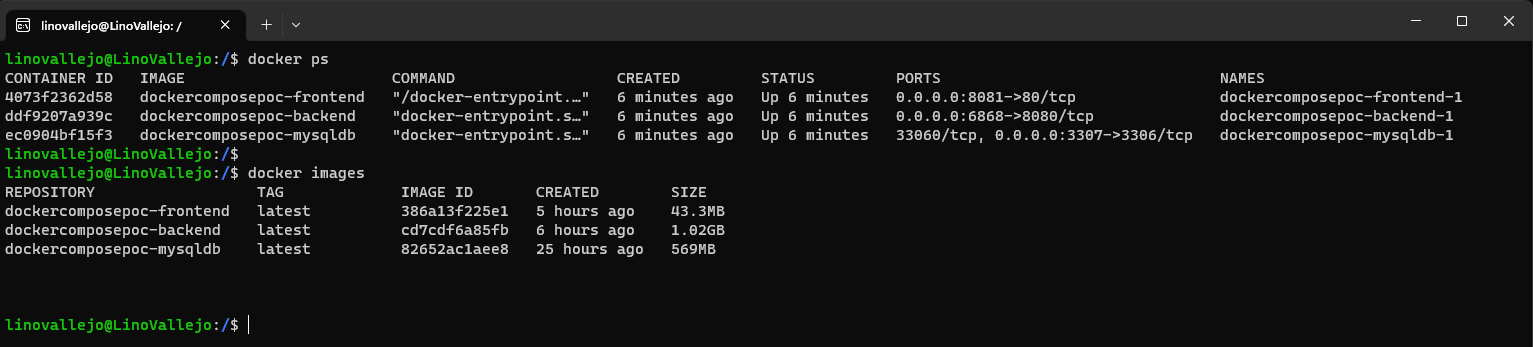 linovallejo@LinoVallejo: /
linovallejo@LinoVallejo:/$ docker ps
CONTAINER ID   IMAGE                       COMMAND                  CREATED         STATUS         PORTS                               NAMES
4073f2362d58   dockercomposepoc-frontend   "/docker-entrypoint.…"   6 minutes ago   Up 6 minutes   0.0.0.0:8081->80/tcp                dockercomposepoc-frontend-1
ddf9207a939c   dockercomposepoc-backend    "docker-entrypoint.s…"   6 minutes ago   Up 6 minutes   0.0.0.0:6868->8080/tcp              dockercomposepoc-backend-1
ec0904bf15f3   dockercomposepoc-mysqldb    "docker-entrypoint.s…"   6 minutes ago   Up 6 minutes   33060/tcp, 0.0.0.0:3307->3306/tcp   dockercomposepoc-mysqldb-1
linovallejo@LinoVallejo:/$
linovallejo@LinoVallejo:/$ docker images
REPOSITORY                  TAG             IMAGE ID       CREATED        SIZE
dockercomposepoc-frontend   latest          386a13f225e1   5 hours ago    43.3MB
dockercomposepoc-backend    latest          cd7cdf6a85fb   6 hours ago    1.02GB
dockercomposepoc-mysqldb    latest          82652ac1aee8   25 hours ago   569MB
linovallejo@LinoVallejo:/$